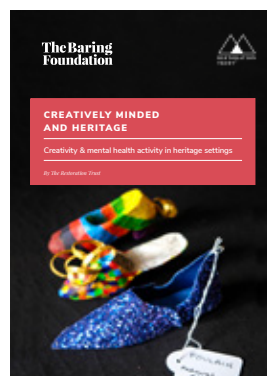 The Baring
Foundation
CREATIVELY MINDED
AND HERITAGE
Creativity & mental health activity in heritage settings
By The Restoration Trust